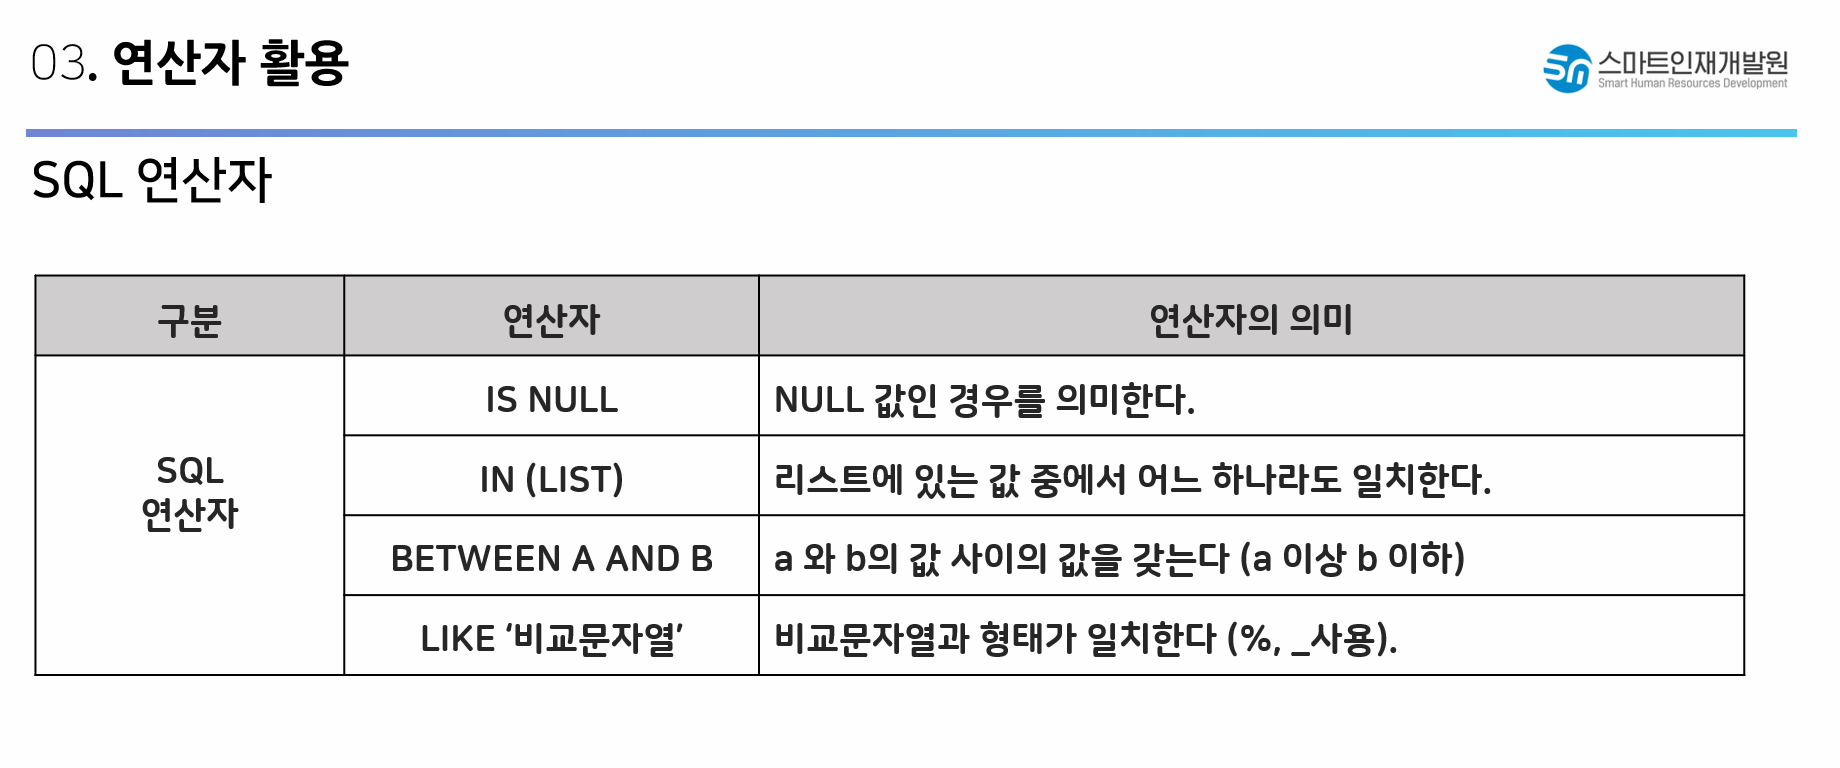 03. 연산자 활용
스마트인재개발원
Smart Human Resources Development
SQL 연산자
구분 연산자 연산자의 의미
SQL
연산자
IS NULL NULL 값인 경우를 의미한다.
IN (LIST) 리스트에 있는 값 중에서 어느 하나라도 일치한다.
BETWEEN A AND B a 와 b의 값 사이의 값을 갖는다 (a 이상 b 이하)
LIKE ‘비교문자열’ 비교문자열과 형태가 일치한다 (%, _사용).